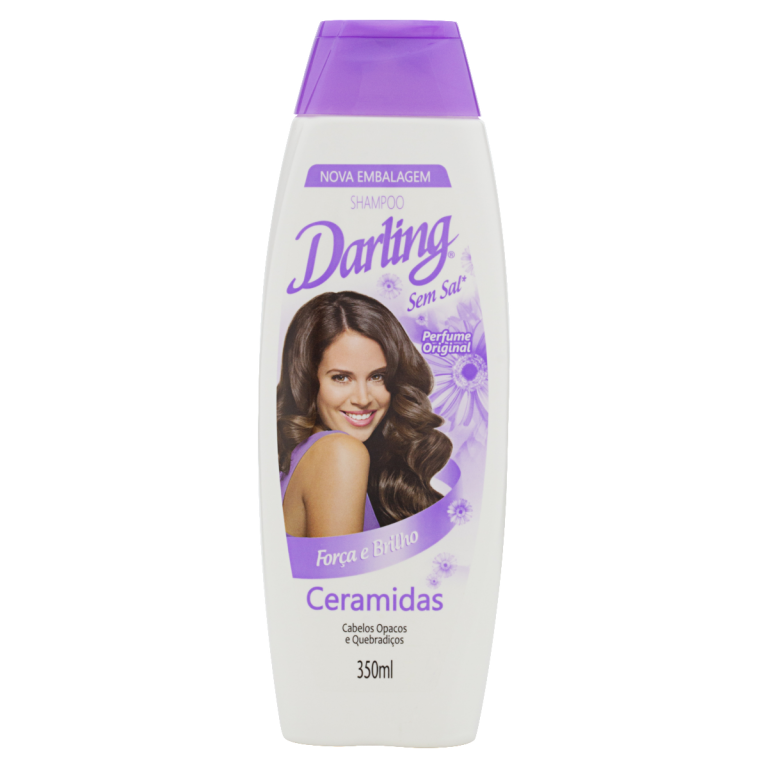 NOVA EMBALAGEM
SHAMPOO
Darling®
Sem Sal*
Perfume
Original
Força e Brilho
Ceramidas
Cabelos Opacos
e Quebradiços
350ml